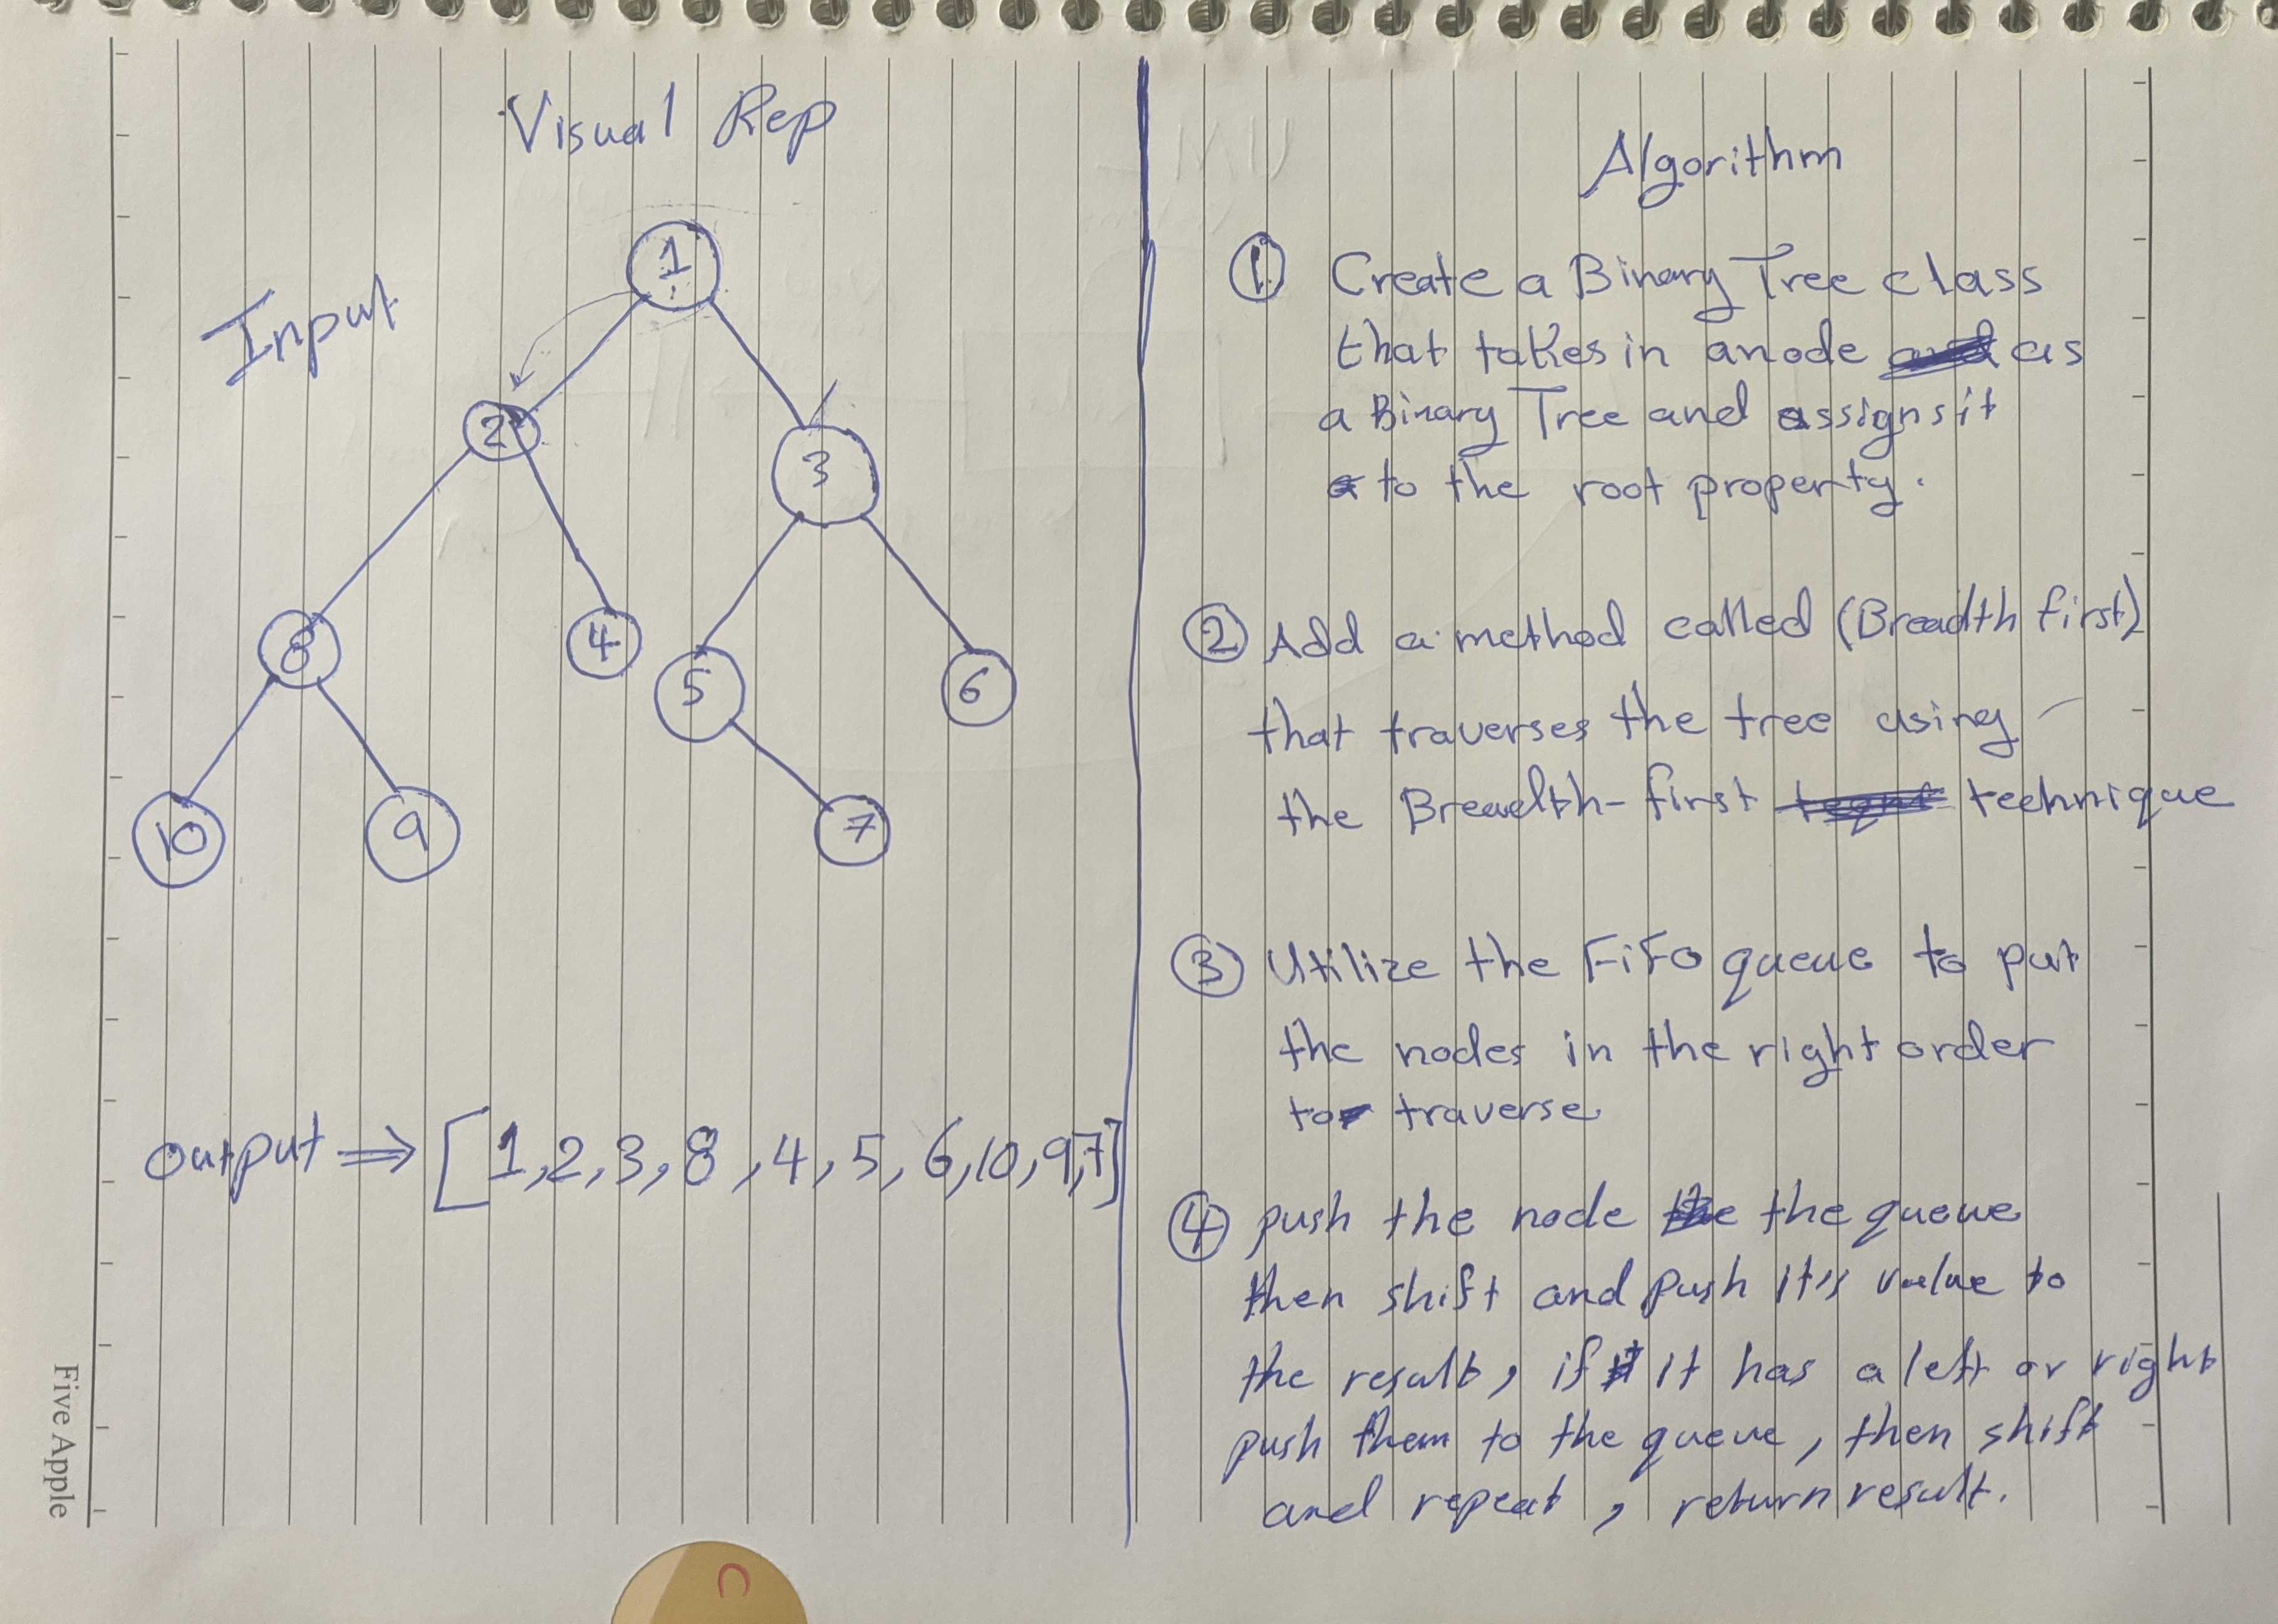 Visual Rep
Input
1
2
3
8
4
5
6
10
9
7
output ⇒ [1,2,3,8,4,5,6,10,9,7]
Algorithm
1. Create a Binary Tree class
that takes in a node as
a Binary Tree and assigns it
to the root property.
2 Add a method called (Breadth first)
that traverses the tree using
the Breadth-first technique
3 Utilize the FiFo queue to put
the nodes in the right order
to traverse
4 push the node the queue
then shift and push it's value to
the result, if it has a left or right
push them to the queue, then shift
and repeat, return result.
Five Apple